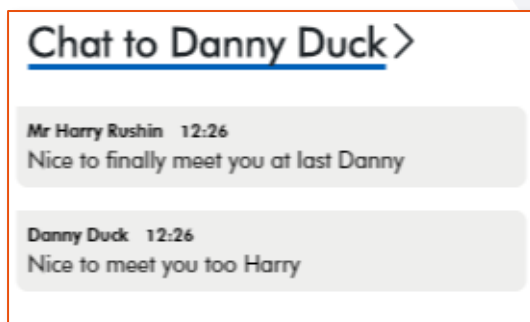 Chat to Danny Duck >
Mr Harry Rushin 12:26
Nice to finally meet you at last Danny
Danny Duck 12:26
Nice to meet you too Harry